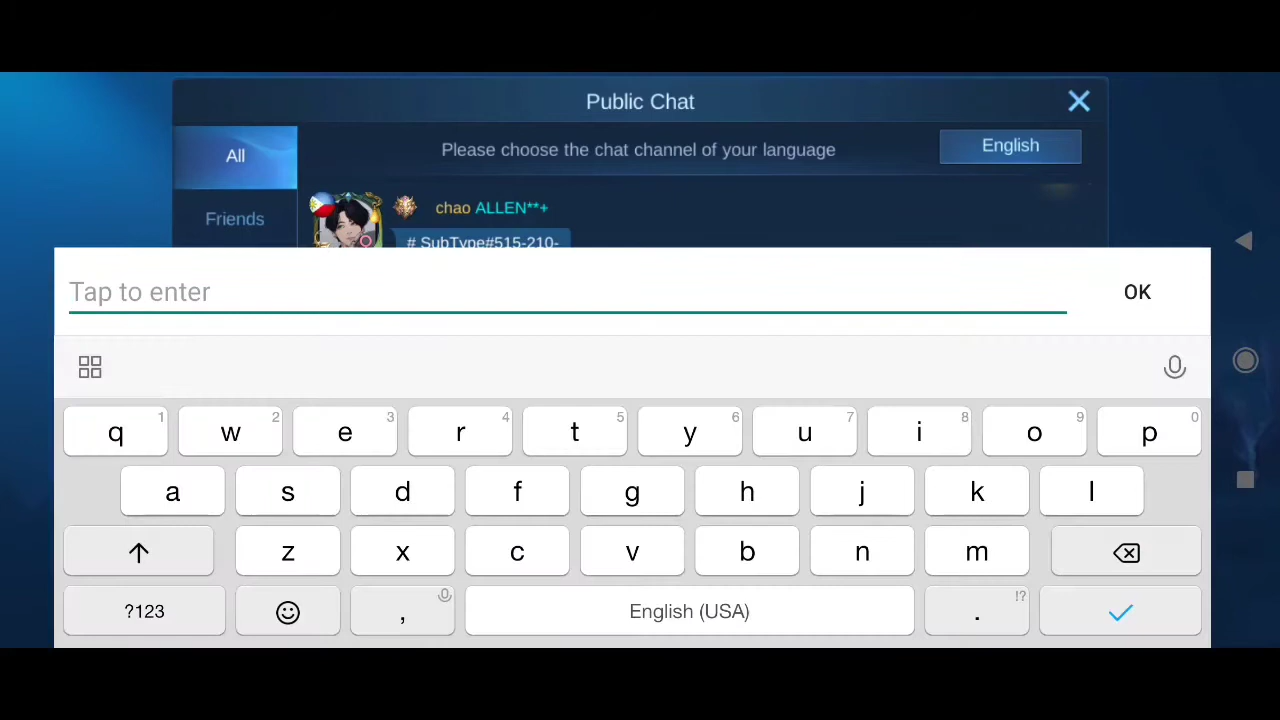 Public Chat
All
Please choose the chat channel of your language
English
Friends
chao ALLEN**+
# SubType#515-210-
Tap to enter
OK
q 1 w 2 e 3 r 4 t 5 y 6 u 7 i 8 o 9 p 0
a s d f g h j k l
z x c v b n m
?123 , English (USA) . !?